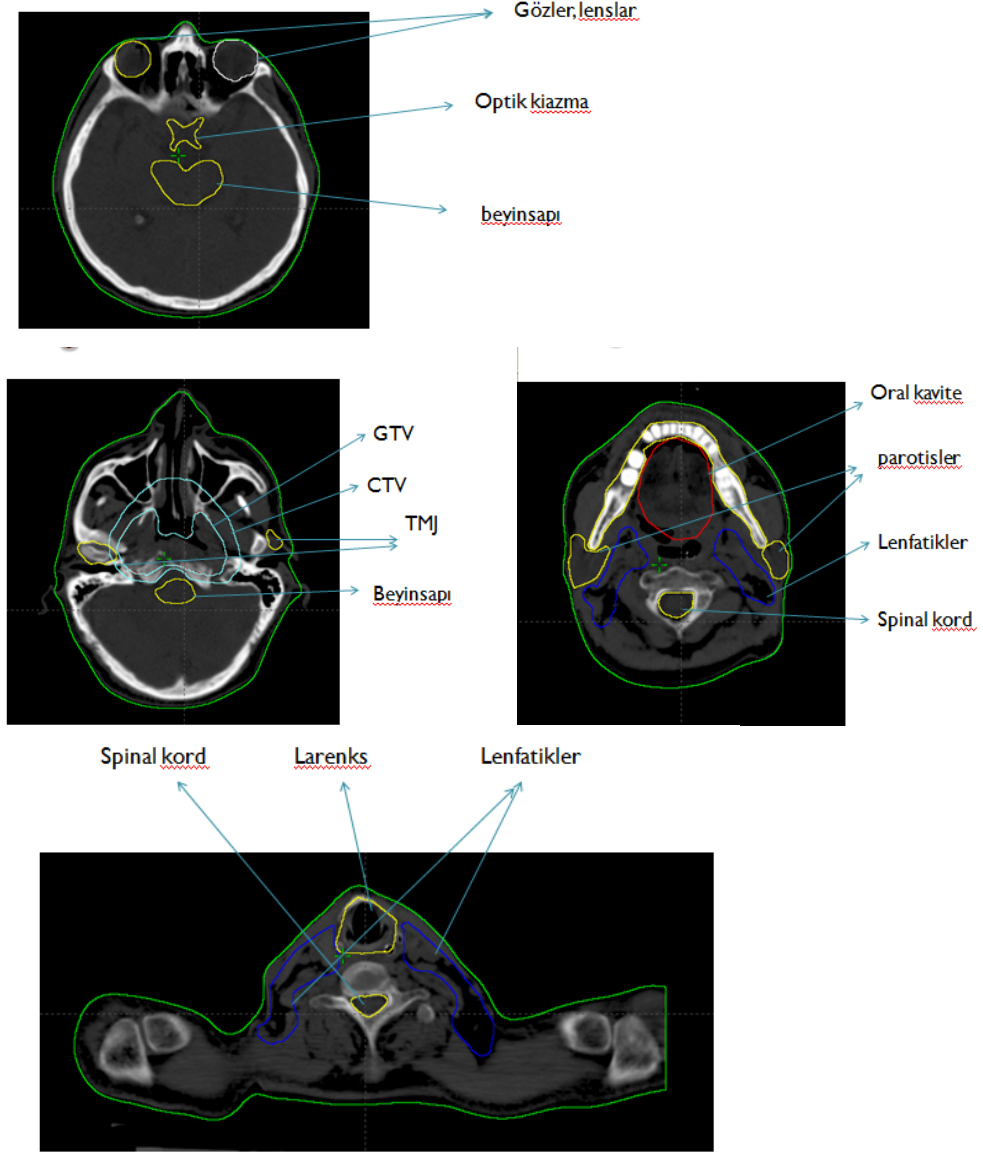 Gözler, lenslar
Optik kiazma
beyinsapı
GTV
CTV
TMJ
Beyinsapı
Oral kavite
parotisler
Lenfatikler
Spinal kord
Spinal kord
Larenks
Lenfatikler